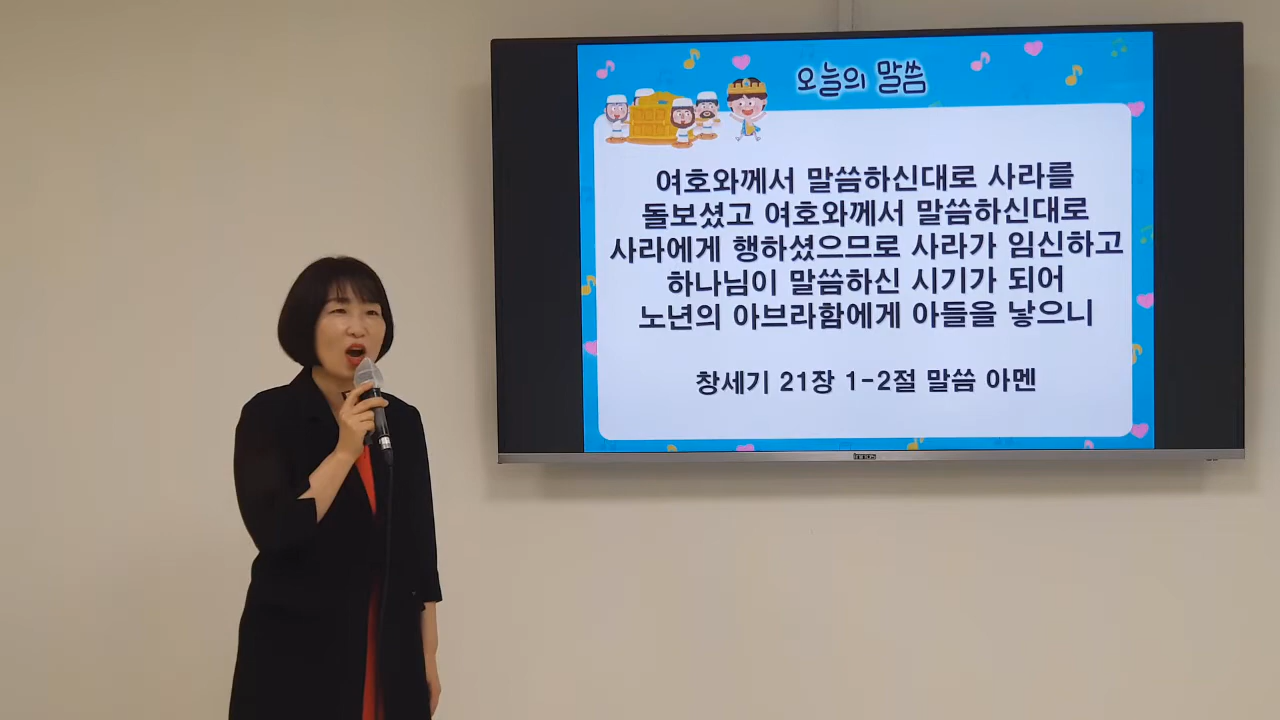 오늘의 말씀
여호와께서 말씀하신대로 사라를
돌보셨고 여호와께서 말씀하신대로
사라에게 행하셨으므로 사라가 임신하고
하나님이 말씀하신 시기가 되어
노년의 아브라함에게 아들을 낳으니
창세기 21장 1-2절 말씀 아멘